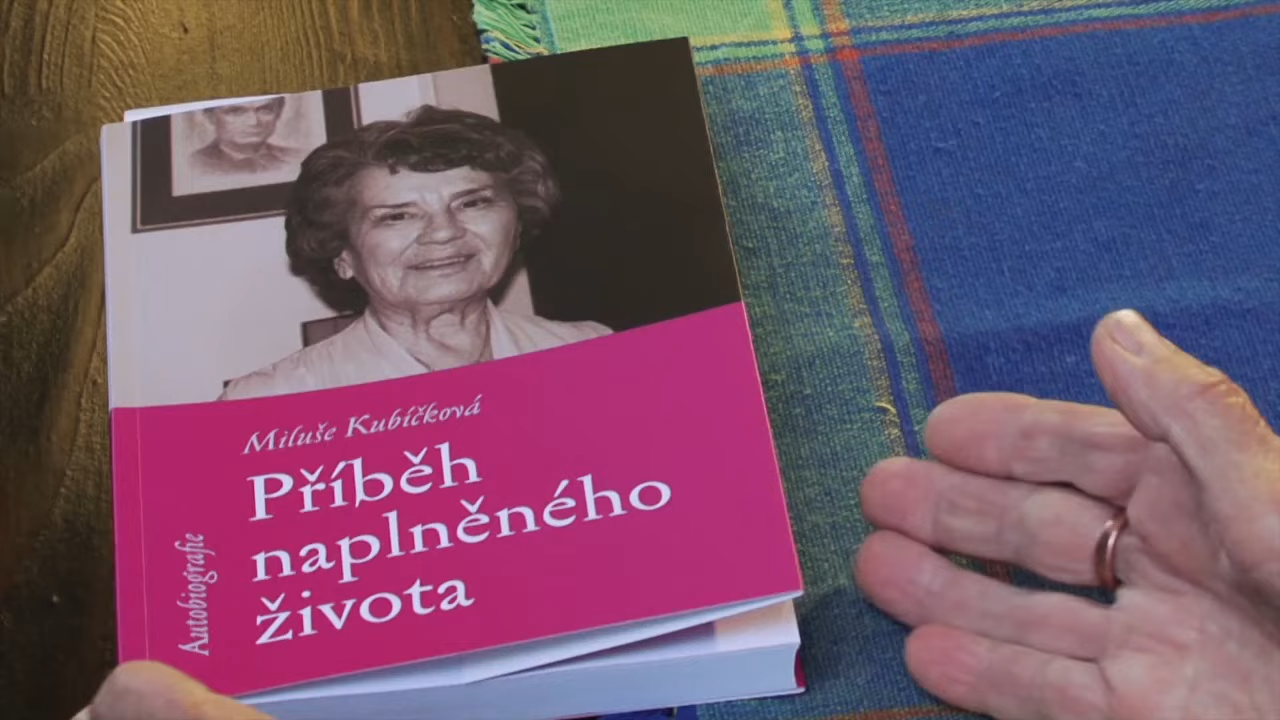 Miluše Kubíčková
Příběh
naplněného
života
Autobiografie